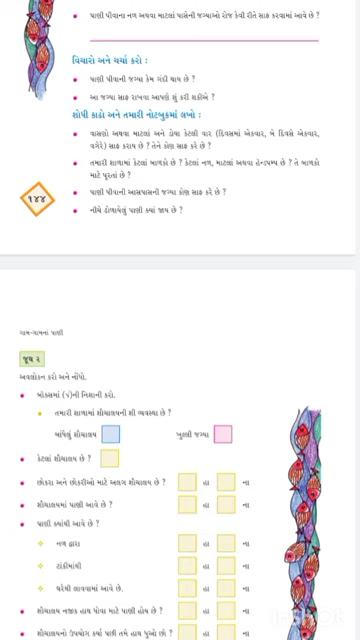 પાણી પીવાના નળ અથવા માટલાં પાસેની જગ્યાઓ રોજ કેવી રીતે સાફ કરવામાં આવે છે ?
વિચારો અને ચર્ચા કરો :
પાણી પીવાની જગ્યા કેમ ગંદી થાય છે ?
આ જગ્યા સાફ રાખવા આપણે શું કરી શકીએ ?
શોધી કાઢો અને તમારી નોટબુકમાં લખો :
વાસણો અથવા માટલાં અને ડોયા કેટલી વાર (દિવસમાં એકવાર, બે દિવસે એકવાર,
વગેરે) સાફ કરાય છે ? તેને કોણ સાફ કરે છે ?
તમારી શાળામાં કેટલાં બાળકો છે ? કેટલાં નળ, માટલાં અથવા હૅન્ડપમ્પ છે ? તે બાળકો
માટે પૂરતાં છે ?
પાણી પીવાની આસપાસની જગ્યા કોણ સાફ કરે છે ?
નીચે ઢોળાયેલું પાણી ક્યાં જાય છે ?
૧૪૪
ગામ-ગામનાં પાણી
જૂથ ૨
અવલોકન કરો અને નોંધો.
બોક્સમાં (√)ની નિશાની કરો.
તમારી શાળામાં શૌચાલયની શી વ્યવસ્થા છે ?
બાંધેલું શૌચાલય ખુલ્લી જગ્યા
કેટલાં શૌચાલય છે ?
છોકરા અને છોકરીઓ માટે અલગ શૌચાલય છે ? હા ના
શૌચાલયમાં પાણી આવે છે ? હા ના
પાણી ક્યાંથી આવે છે ?
નળ દ્વારા હા ના
ટાંકીમાંથી હા ના
ઘરેથી લાવવામાં આવે છે. હા ના
શૌચાલય નજીક હાથ ધોવા માટે પાણી હોય છે ? હા ના
શૌચાલયનો ઉપયોગ કર્યા પછી તમે હાથ ધુઓ છો ? હા ના